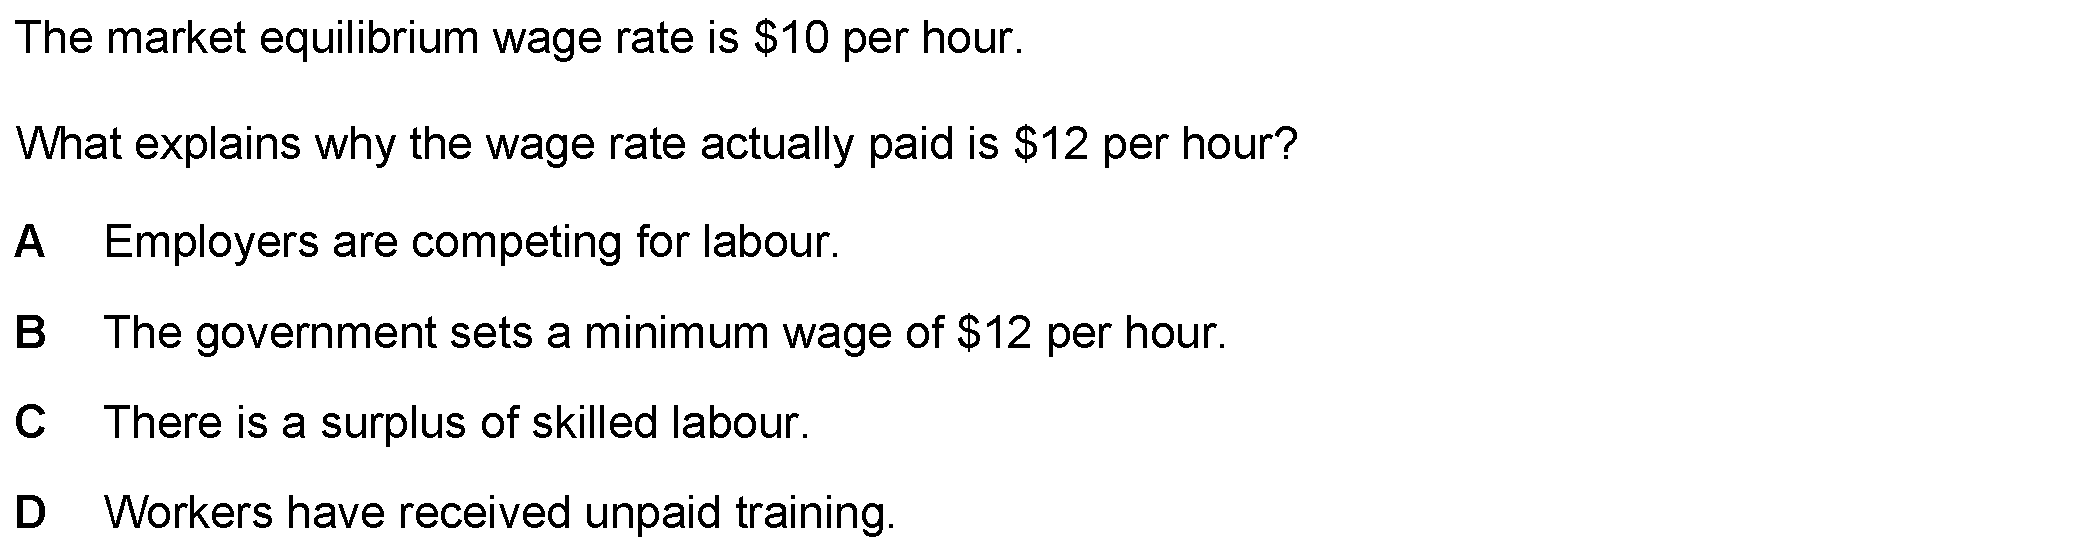 The market equilibrium wage rate is $10 per hour.
What explains why the wage rate actually paid is $12 per hour?
A Employers are competing for labour.
B The government sets a minimum wage of $12 per hour.
C There is a surplus of skilled labour.
D Workers have received unpaid training.